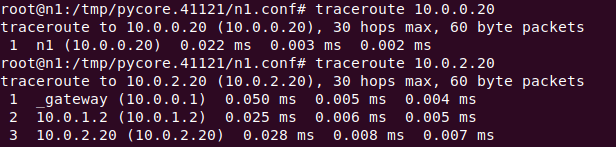 root@n1:/tmp/pycore.41121/n1.conf# traceroute 10.0.0.20
traceroute to 10.0.0.20 (10.0.0.20), 30 hops max, 60 byte packets
 1  n1 (10.0.0.20)  0.022 ms  0.003 ms  0.002 ms
root@n1:/tmp/pycore.41121/n1.conf# traceroute 10.0.2.20
traceroute to 10.0.2.20 (10.0.2.20), 30 hops max, 60 byte packets
 1  _gateway (10.0.0.1)  0.050 ms  0.005 ms  0.004 ms
 2  10.0.1.2 (10.0.1.2)  0.025 ms  0.006 ms  0.005 ms
 3  10.0.2.20 (10.0.2.20)  0.028 ms  0.008 ms  0.007 ms